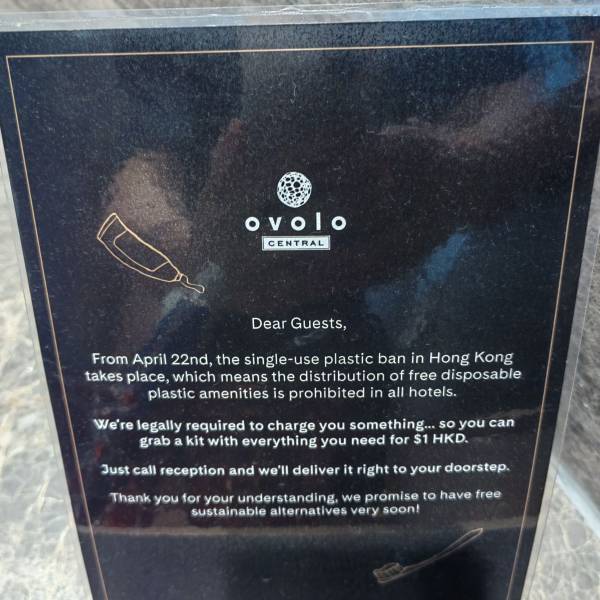 ovolo
CENTRAL
Dear Guests,
From April 22nd, the single-use plastic ban in Hong Kong
takes place, which means the distribution of free disposable
plastic amenities is prohibited in all hotels.
We're legally required to charge you something... so you can
grab a kit with everything you need for $1 HKD.
Just call reception and we'll deliver it right to your doorstep.
Thank you for your understanding, we promise to have free
sustainable alternatives very soon!